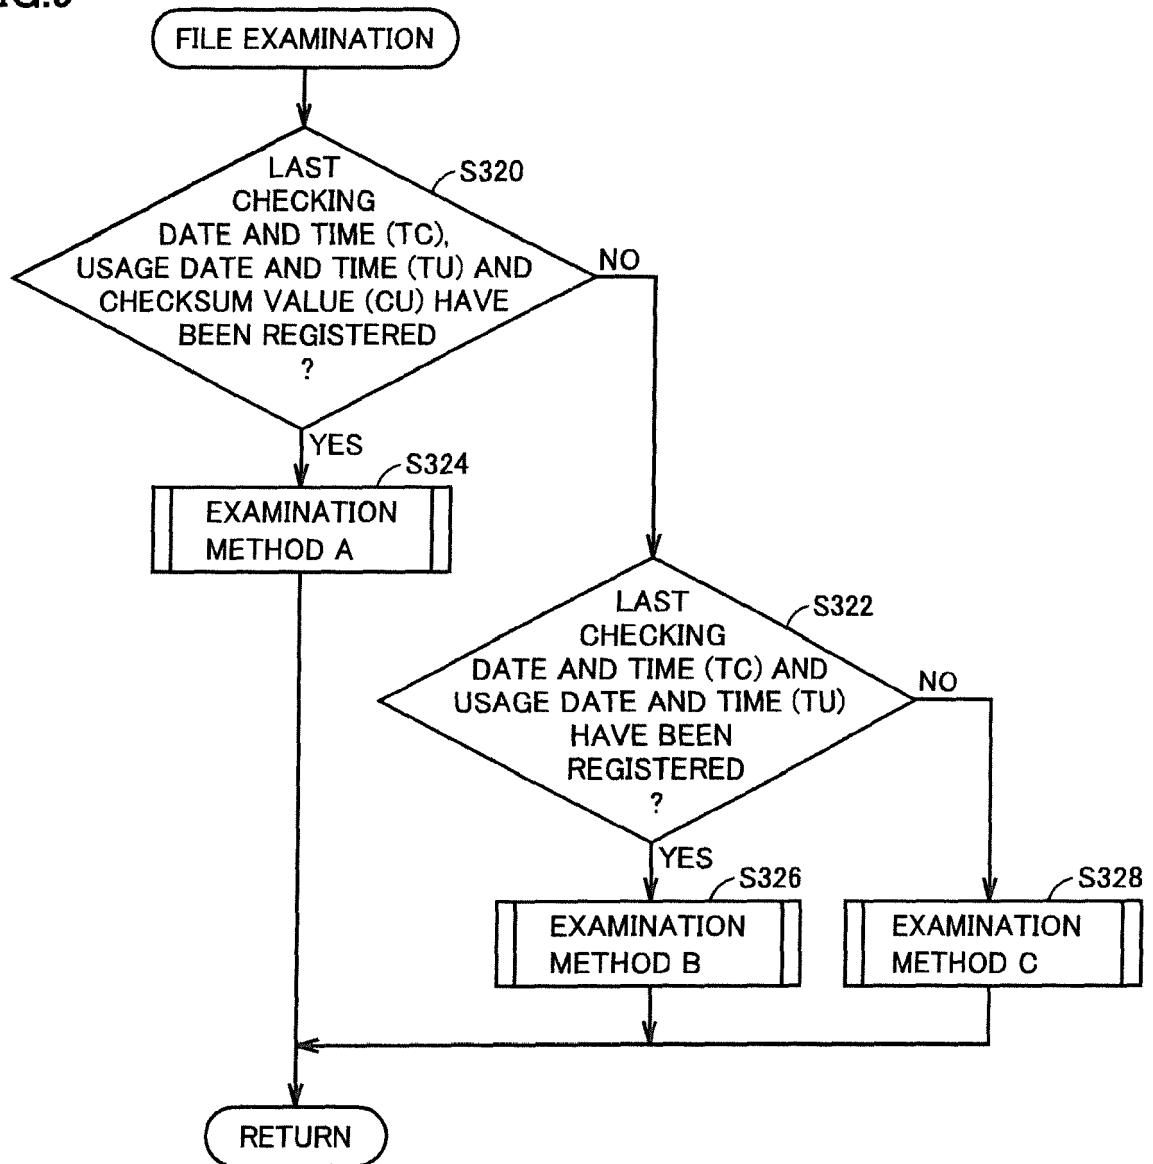 FILE EXAMINATION
LAST
CHECKING
DATE AND TIME (TC),
USAGE DATE AND TIME (TU) AND
CHECKSUM VALUE (CU) HAVE
BEEN REGISTERED
?
S320
NO
YES
S324
EXAMINATION
METHOD A
LAST
CHECKING
DATE AND TIME (TC) AND
USAGE DATE AND TIME (TU)
HAVE BEEN
REGISTERED
?
S322
NO
YES
S326
EXAMINATION
METHOD B
S328
EXAMINATION
METHOD C
RETURN